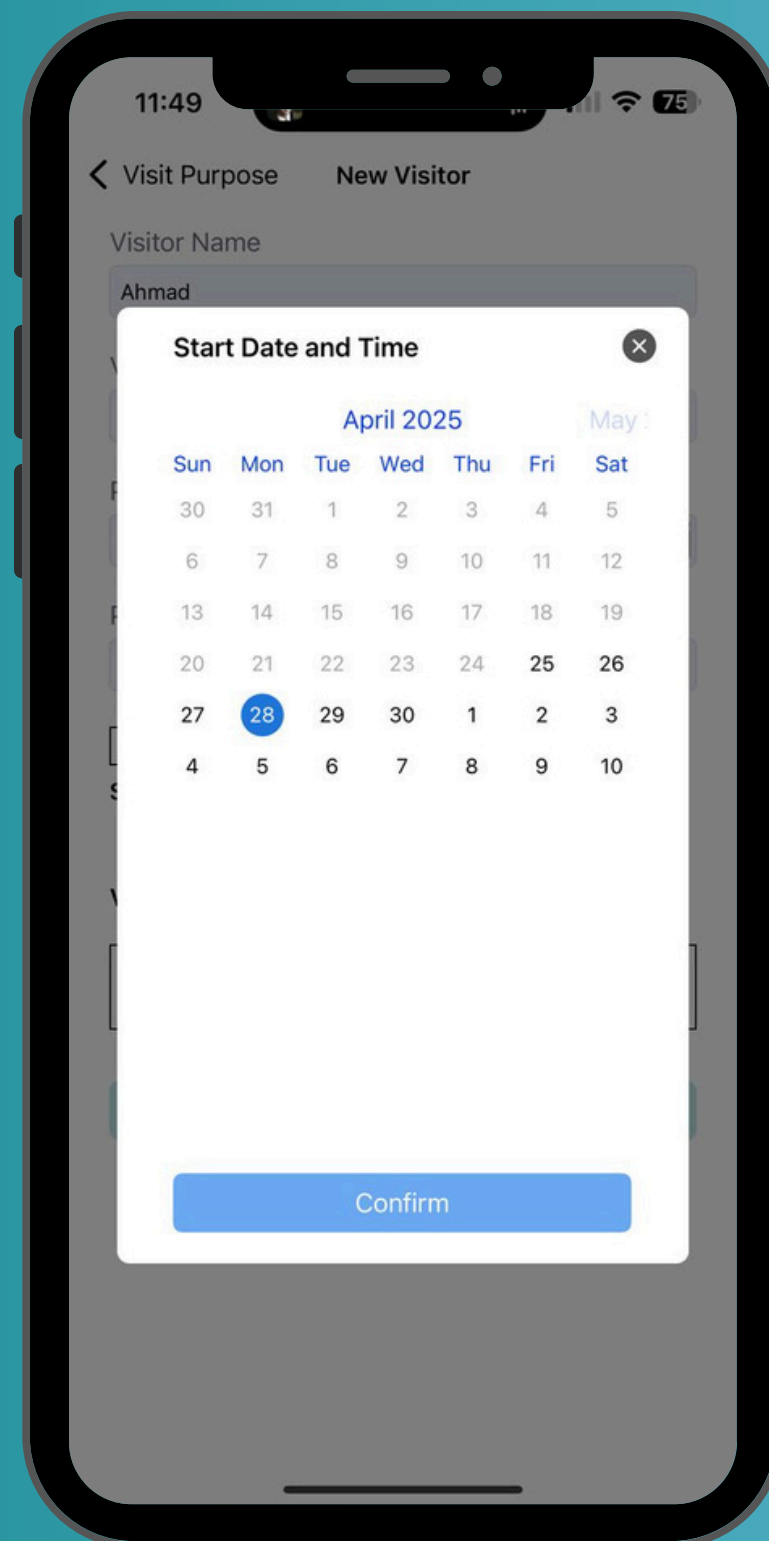 11:49 75
Visit Purpose New Visitor
Visitor Name
Ahmad
Start Date and Time
April 2025 May
Sun Mon Tue Wed Thu Fri Sat
30 31 1 2 3 4 5
6 7 8 9 10 11 12
13 14 15 16 17 18 19
20 21 22 23 24 25 26
27 28 29 30 1 2 3
4 5 6 7 8 9 10
Confirm